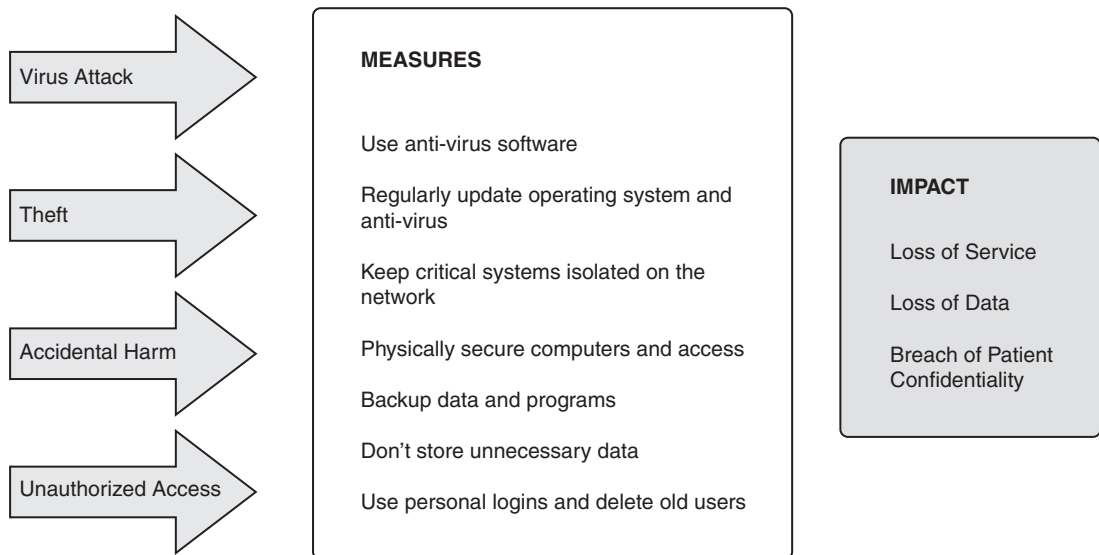 Virus Attack
Theft
Accidental Harm
Unauthorized Access
MEASURES
Use anti-virus software
Regularly update operating system and
anti-virus
Keep critical systems isolated on the
network
Physically secure computers and access
Backup data and programs
Don’t store unnecessary data
Use personal logins and delete old users
IMPACT
Loss of Service
Loss of Data
Breach of Patient
Confidentiality